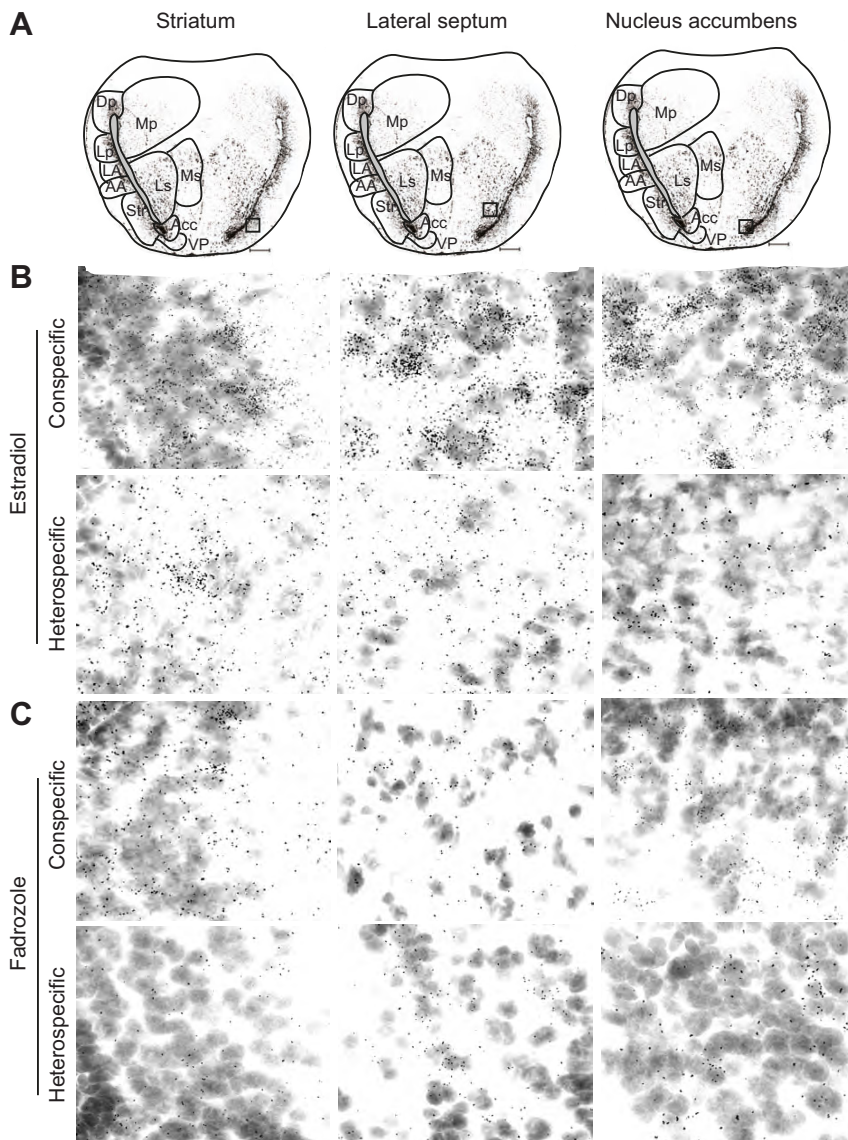 A
Striatum
Lateral septum
Nucleus accumbens
Dp
Mp
Lp
LA
AA
Str
Ls
Ms
Acc
VP
Dp
Mp
Lp
LA
AA
Str
Ls
Ms
Acc
VP
Dp
Mp
Lp
LA
AA
Str
Ls
Ms
Acc
VP
B
Estradiol
Conspecific
Heterospecific
C
Fadrozole
Conspecific
Heterospecific